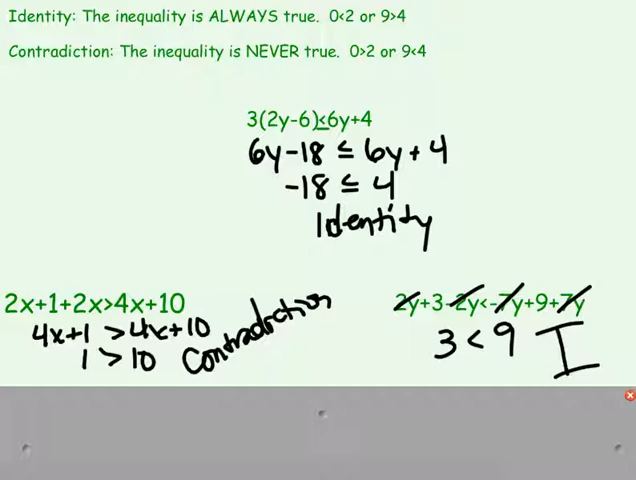 Identity: The inequality is ALWAYS true. 0<2 or 9>4
Contradiction: The inequality is NEVER true. 0>2 or 9<4
3(2y-6)≤6y+4
6y-18 ≤ 6y+4
-18 ≤ 4
Identity
2x+1+2x>4x+10
4x+1 >4x+10
1 > 10
Contradiction
2y+3-2y<-7y+9+7y
3 < 9 I